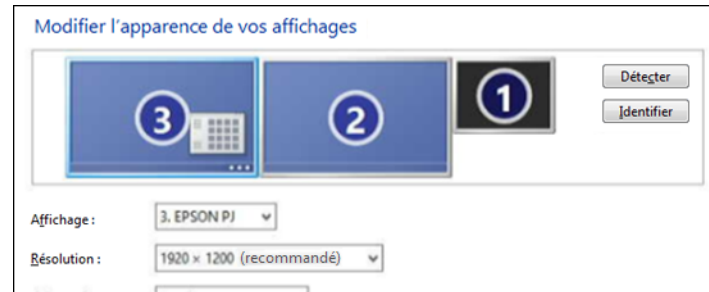 Modifier l'apparence de vos affichages
3 2 1
Détecter
Identifier
Affichage : 3. EPSON PJ
Résolution : 1920 × 1200 (recommandé)